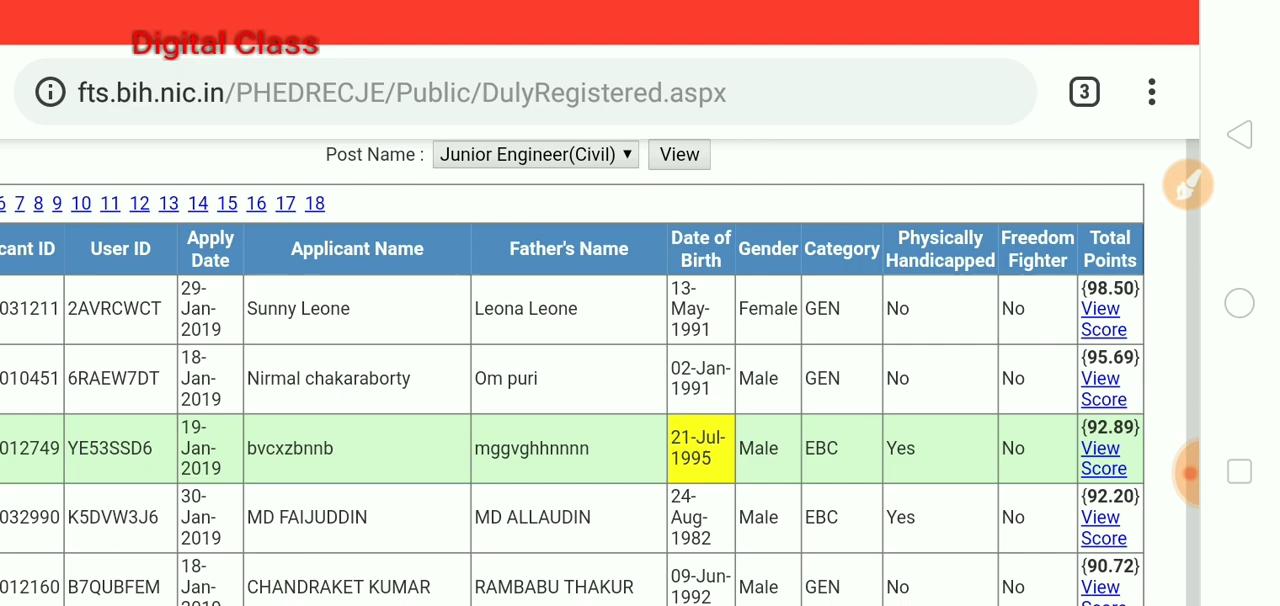 Digital Class
fts.bih.nic.in/PHEDRECJE/Public/DulyRegistered.aspx
3
Post Name : Junior Engineer(Civil) ▼ View
6 7 8 9 10 11 12 13 14 15 16 17 18
cant ID User ID Apply Date Applicant Name Father's Name Date of Birth Gender Category Physically Handicapped Freedom Fighter Total Points
031211 2AVRCWCT 29-Jan-2019 Sunny Leone Leona Leone 13-May-1991 Female GEN No No {98.50} View Score
010451 6RAEW7DT 18-Jan-2019 Nirmal chakaraborty Om puri 02-Jan-1991 Male GEN No No {95.69} View Score
012749 YE53SSD6 19-Jan-2019 bvcxzbnnb mggvghhnnnn 21-Jul-1995 Male EBC Yes No {92.89} View Score
032990 K5DVW3J6 30-Jan-2019 MD FAIJUDDIN MD ALLAUDIN 24-Aug-1982 Male EBC Yes No {92.20} View Score
012160 B7QUBFEM 18-Jan-2019 CHANDRAKET KUMAR RAMBABU THAKUR 09-Jun-1992 Male GEN No No {90.72} View Score